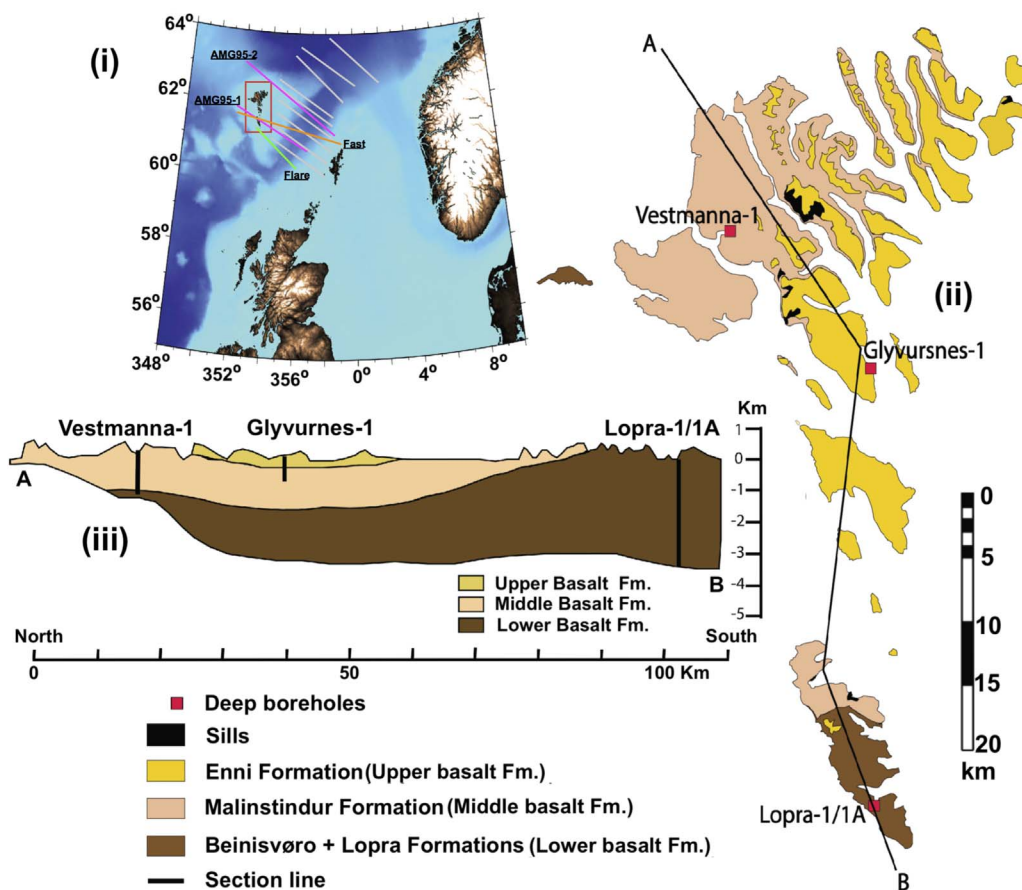 (i)
64°
62°
60°
58°
56°
348°
352°
356°
0°
4°
8°
AMG95-2
AMG95-1
Fast
Flare
A
Vestmanna-1
(ii)
Glyvursnes-1
Lopra-1/1A
B
0
5
10
15
20
km
Vestmanna-1
Glyvurnes-1
Lopra-1/1A
Km
1
0
-1
-2
-3
-4
-5
A
B
(iii)
Upper Basalt Fm.
Middle Basalt Fm.
Lower Basalt Fm.
North
South
0
50
100 Km
Deep boreholes
Sills
Enni Formation (Upper basalt Fm.)
Malinstindur Formation (Middle basalt Fm.)
Beinisvøro + Lopra Formations (Lower basalt Fm.)
Section line